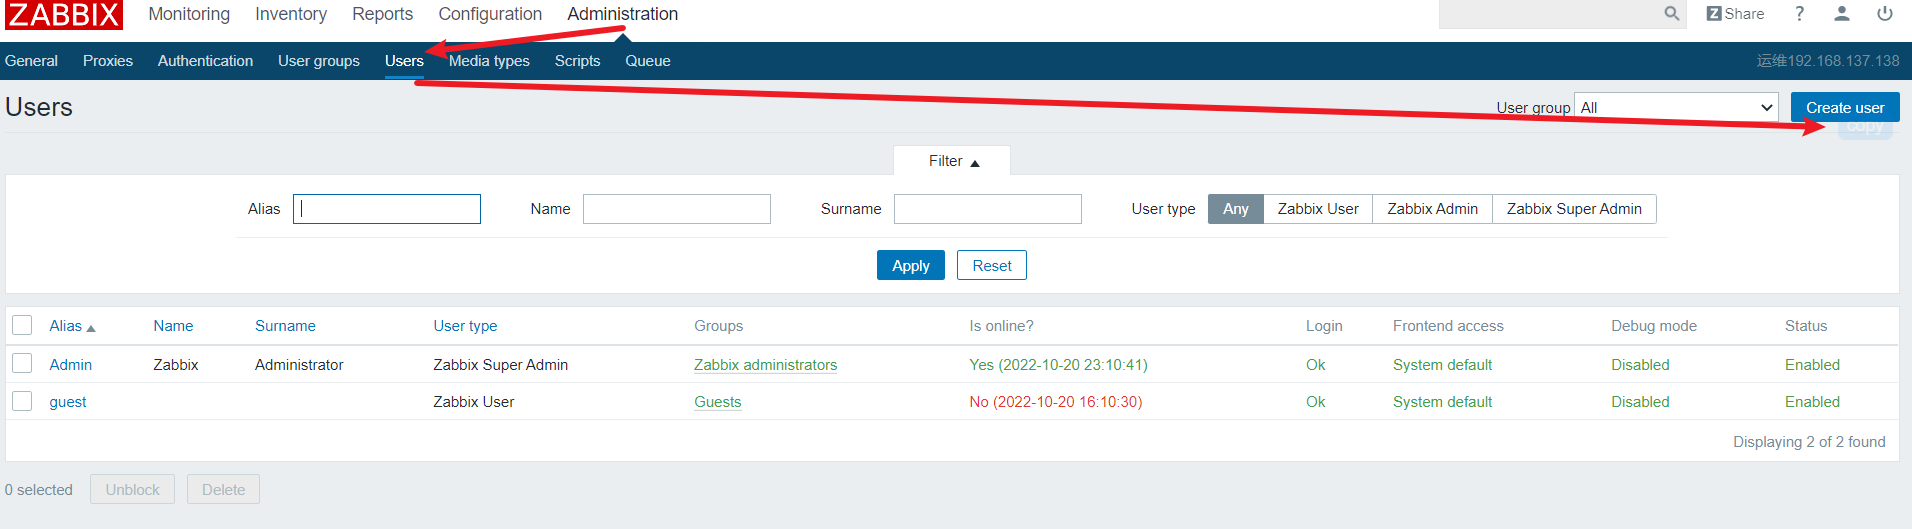 ZABBIX Monitoring Inventory Reports Configuration Administration Share ?
General Proxies Authentication User groups Users Media types Scripts Queue 运维192.168.137.138
Users User group All Create user
copy
Filter
Alias Name Surname User type Any Zabbix User Zabbix Admin Zabbix Super Admin
Apply Reset
Alias Name Surname User type Groups Is online? Login Frontend access Debug mode Status
Admin Zabbix Administrator Zabbix Super Admin Zabbix administrators Yes (2022-10-20 23:10:41) Ok System default Disabled Enabled
guest Zabbix User Guests No (2022-10-20 16:10:30) Ok System default Disabled Enabled
Displaying 2 of 2 found
0 selected Unblock Delete